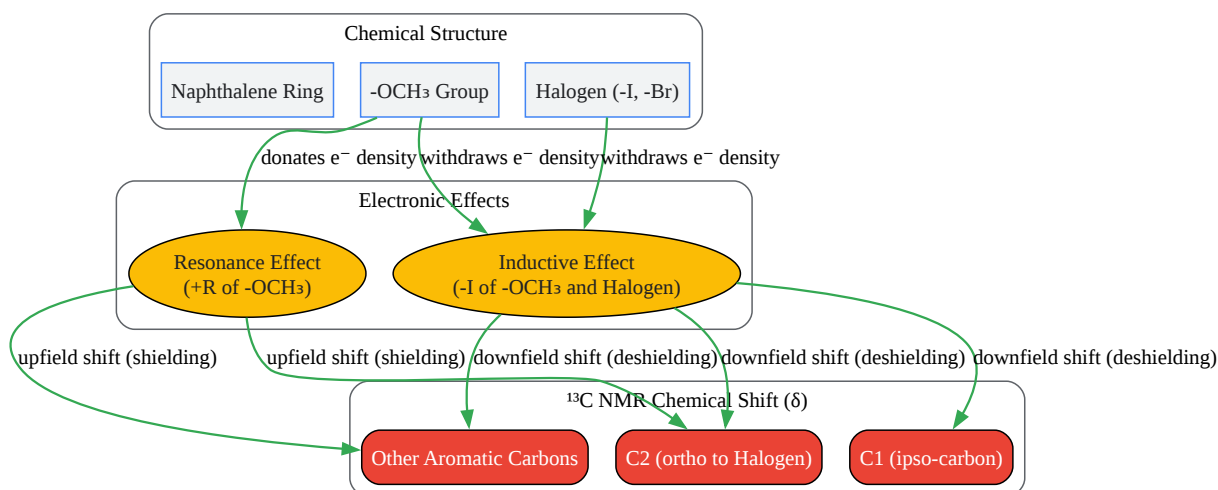 Chemical Structure
Naphthalene Ring
-OCH₃ Group
Halogen (-I, -Br)
donates e⁻ density
withdraws e⁻ density
withdraws e⁻ density
Electronic Effects
Resonance Effect
(+R of -OCH₃)
Inductive Effect
(-I of -OCH₃ and Halogen)
upfield shift (shielding)
upfield shift (shielding)
downfield shift (deshielding)
downfield shift (deshielding)
downfield shift (deshielding)
¹³C NMR Chemical Shift (δ)
Other Aromatic Carbons
C2 (ortho to Halogen)
C1 (ipso-carbon)